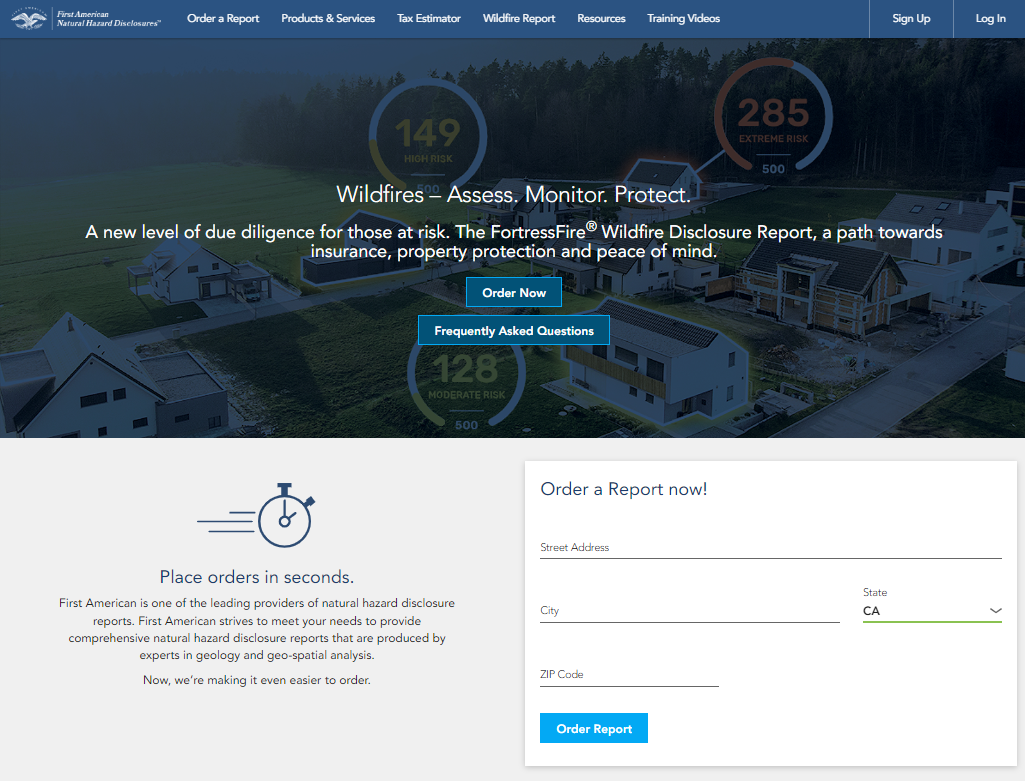 First American
Natural Hazard Disclosures™
Order a Report
Products & Services
Tax Estimator
Wildfire Report
Resources
Training Videos
Sign Up
Log In
149
HIGH RISK
500
285
EXTREME RISK
500
Wildfires – Assess. Monitor. Protect.
A new level of due diligence for those at risk. The FortressFire® Wildfire Disclosure Report, a path towards
insurance, property protection and peace of mind.
Order Now
Frequently Asked Questions
128
MODERATE RISK
500
Place orders in seconds.
First American is one of the leading providers of natural hazard disclosure
reports. First American strives to meet your needs to provide
comprehensive natural hazard disclosure reports that are produced by
experts in geology and geo-spatial analysis.
Now, we're making it even easier to order.
Order a Report now!
Street Address
City
State
CA
ZIP Code
Order Report